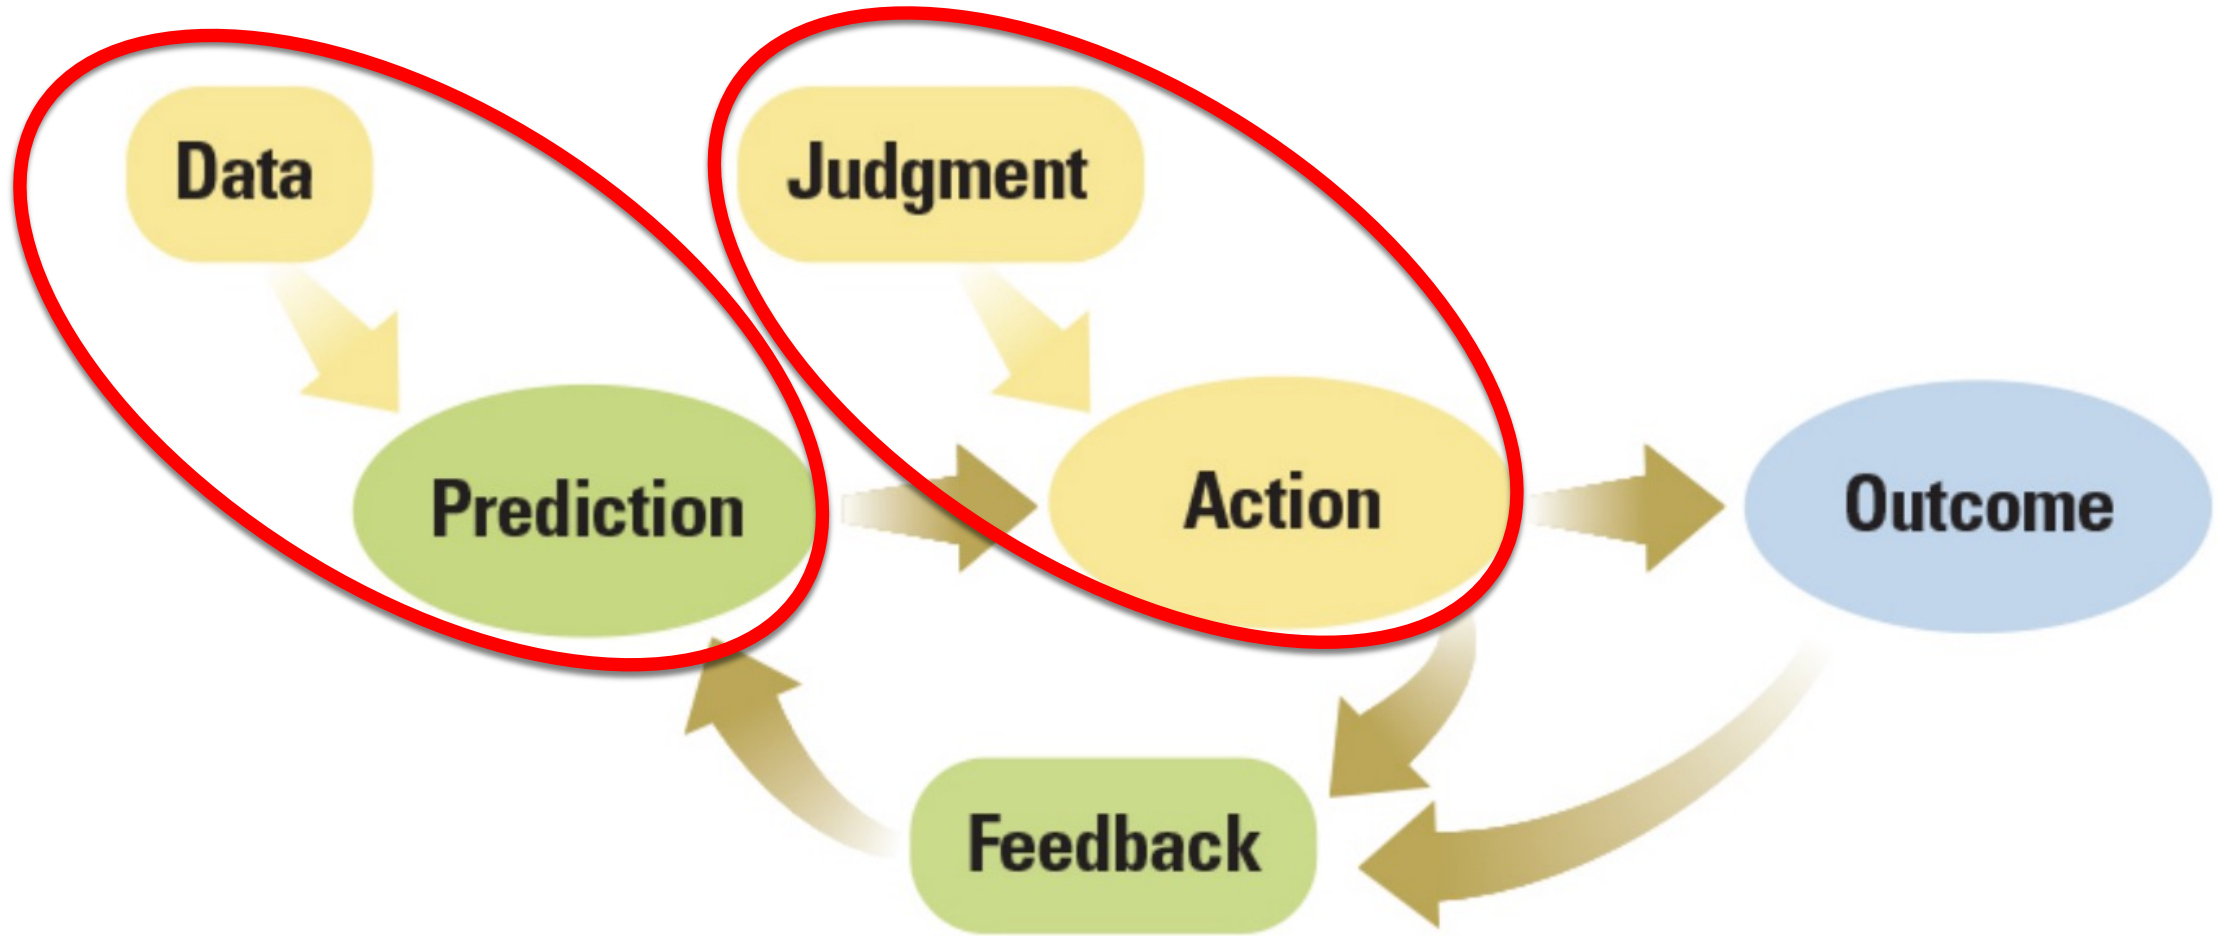 Data
Judgment
Prediction
Action
Outcome
Feedback